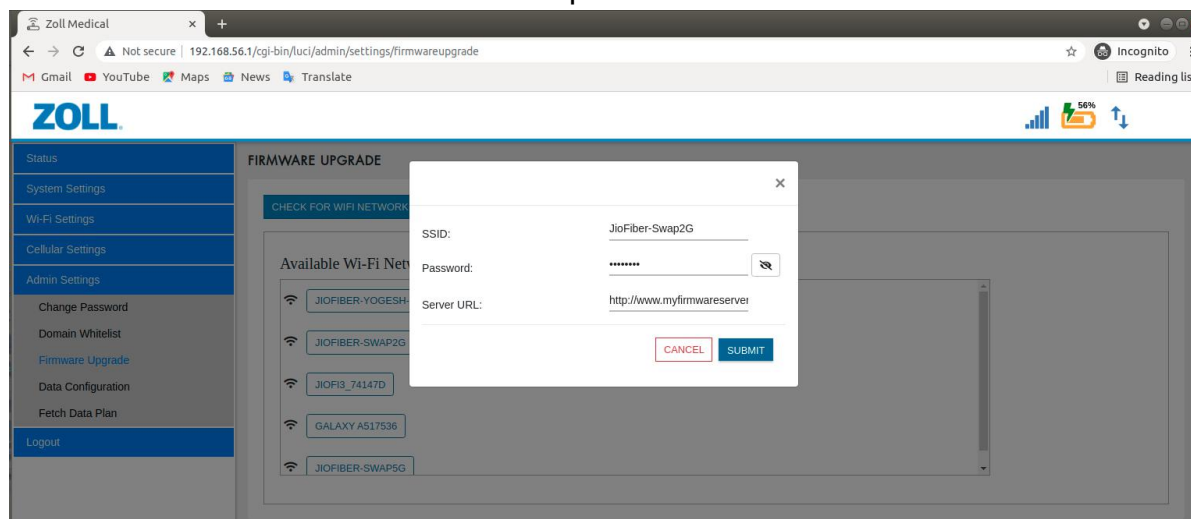 Zoll Medical
Not secure | 192.168.56.1/cgi-bin/luci/admin/settings/firmwareupgrade
Incognito
Gmail YouTube Maps News Translate
Reading lis
ZOLL.
56%
Status
FIRMWARE UPGRADE
System Settings
CHECK FOR WIFI NETWORK
Wi-Fi Settings
SSID: JioFiber-Swap2G
Cellular Settings
Available Wi-Fi Net
Password: ••••••••
Admin Settings
Change Password
JIOFIBER-YOGESH-
Server URL: http://www.myfirmwareserver
Domain Whitelist
JIOFIBER-SWAP2G
CANCEL SUBMIT
Firmware Upgrade
Data Configuration
JIOFI3_74147D
Fetch Data Plan
GALAXY A517536
Logout
JIOFIBER-SWAP5G